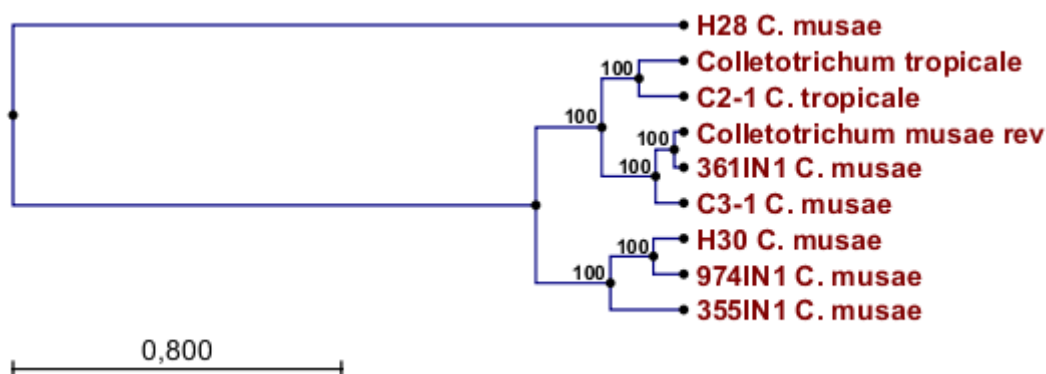 H28 C. musae
100 Colletotrichum tropicale
100 C2-1 C. tropicale
100 Colletotrichum musae rev
100 361IN1 C. musae
C3-1 C. musae
100 H30 C. musae
100 974IN1 C. musae
355IN1 C. musae
0,800